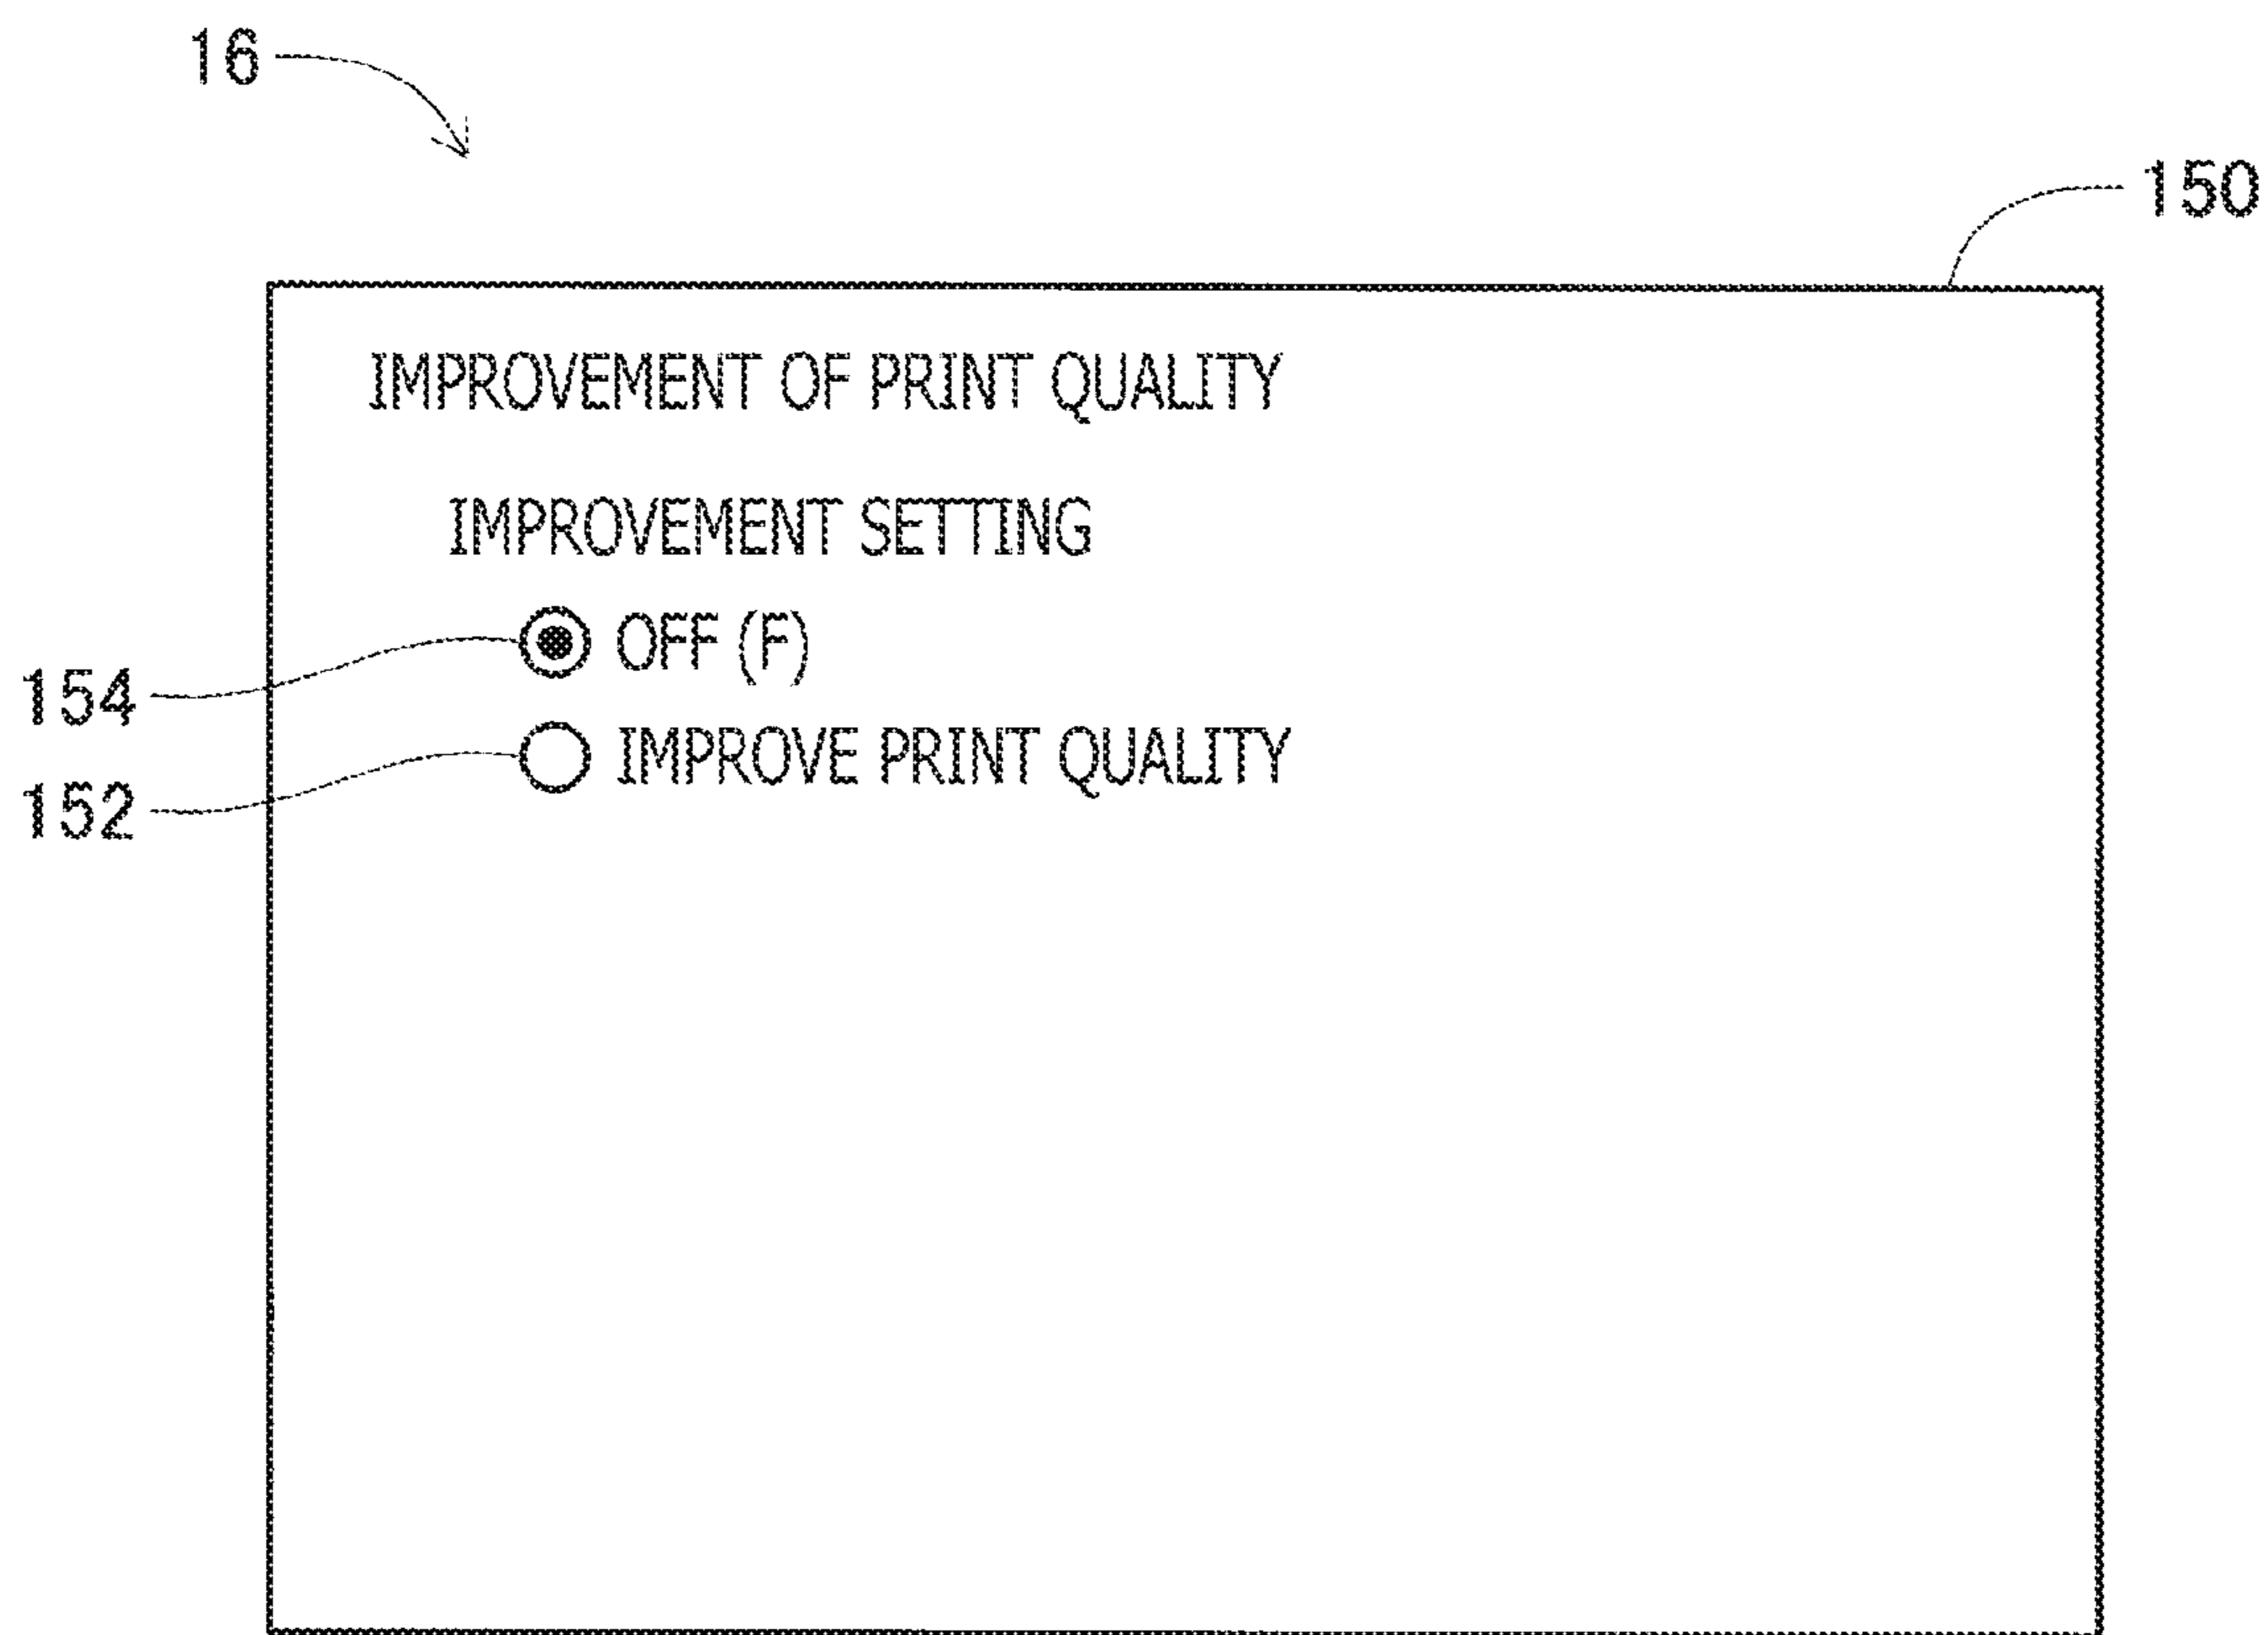 16
150
IMPROVEMENT OF PRINT QUALITY
IMPROVEMENT SETTING
OFF (F)
154
IMPROVE PRINT QUALITY
152